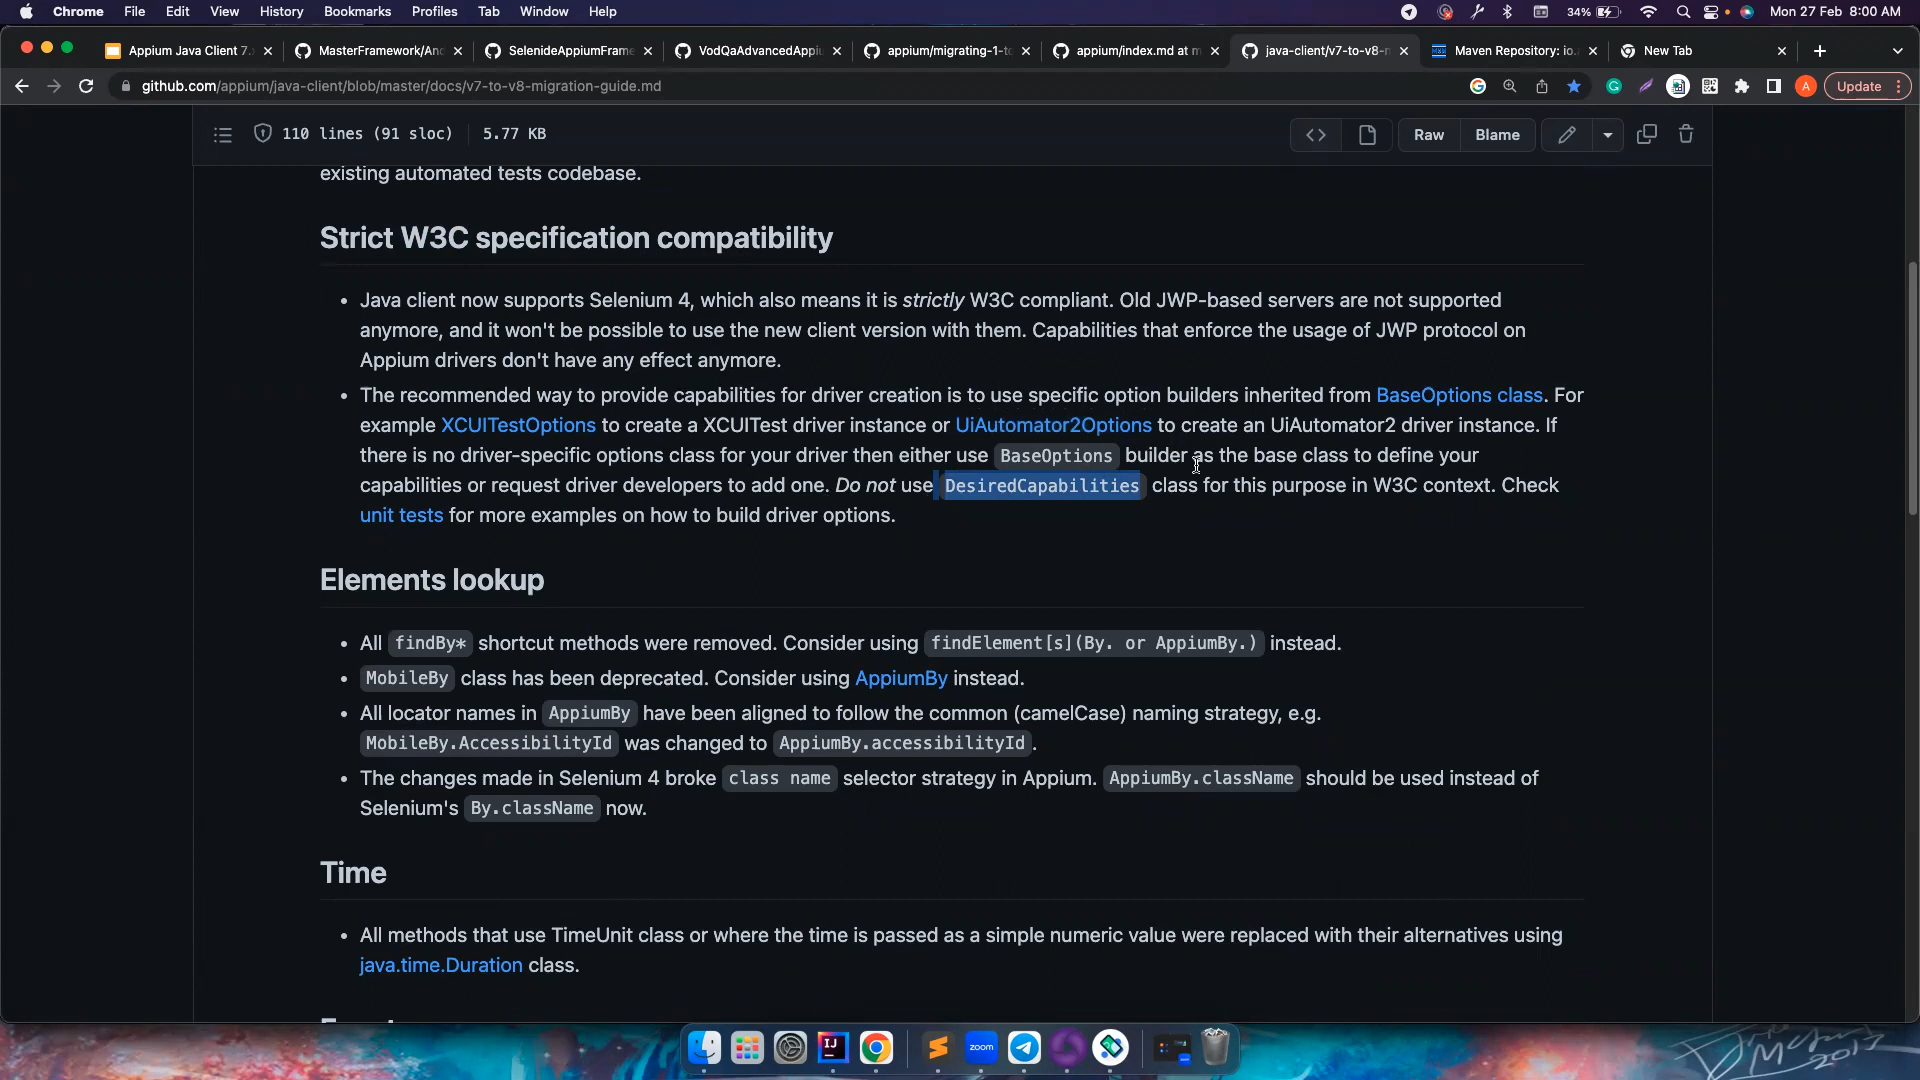 Chrome File Edit View History Bookmarks Profiles Tab Window Help 34% Mon 27 Feb 8:00 AM
Appium Java Client 7. MasterFramework/And SelenideAppiumFrame VodQaAdvancedAppiu appium/migrating-1-to appium/index.md at m java-client/v7-to-v8-n Maven Repository: io. New Tab
github.com/appium/java-client/blob/master/docs/v7-to-v8-migration-guide.md A Update
110 lines (91 sloc) 5.77 KB Raw Blame
existing automated tests codebase.
Strict W3C specification compatibility
• Java client now supports Selenium 4, which also means it is strictly W3C compliant. Old JWP-based servers are not supported
anymore, and it won't be possible to use the new client version with them. Capabilities that enforce the usage of JWP protocol on
Appium drivers don't have any effect anymore.
• The recommended way to provide capabilities for driver creation is to use specific option builders inherited from BaseOptions class. For
example XCUITestOptions to create a XCUITest driver instance or UiAutomator2Options to create an UiAutomator2 driver instance. If
there is no driver-specific options class for your driver then either use BaseOptions builder as the base class to define your
capabilities or request driver developers to add one. Do not use DesiredCapabilities class for this purpose in W3C context. Check
unit tests for more examples on how to build driver options.
Elements lookup
• All findBy* shortcut methods were removed. Consider using findElement[s](By. or AppiumBy.) instead.
• MobileBy class has been deprecated. Consider using AppiumBy instead.
• All locator names in AppiumBy have been aligned to follow the common (camelCase) naming strategy, e.g.
MobileBy.AccessibilityId was changed to AppiumBy.accessibilityId.
• The changes made in Selenium 4 broke class name selector strategy in Appium. AppiumBy.className should be used instead of
Selenium's By.className now.
Time
• All methods that use TimeUnit class or where the time is passed as a simple numeric value were replaced with their alternatives using
java.time.Duration class.
IJ zoom